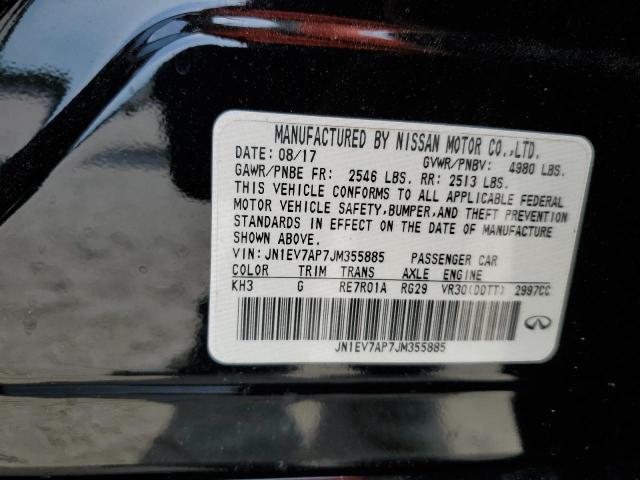 MANUFACTURED BY NISSAN MOTOR CO.,LTD.
DATE: 08/17 GVWR/PNBV: 4980 LBS.
GAWR/PNBE FR: 2546 LBS. RR: 2513 LBS.
THIS VEHICLE CONFORMS TO ALL APPLICABLE FEDERAL
MOTOR VEHICLE SAFETY,BUMPER,AND THEFT PREVENTION
STANDARDS IN EFFECT ON THE DATE OF MANUFACTURE
SHOWN ABOVE.
VIN: JN1EV7AP7JM355885 PASSENGER CAR
COLOR TRIM TRANS AXLE ENGINE
KH3 G RE7R01A RG29 VR30(DDTT) 2997CC
JN1EV7AP7JM355885